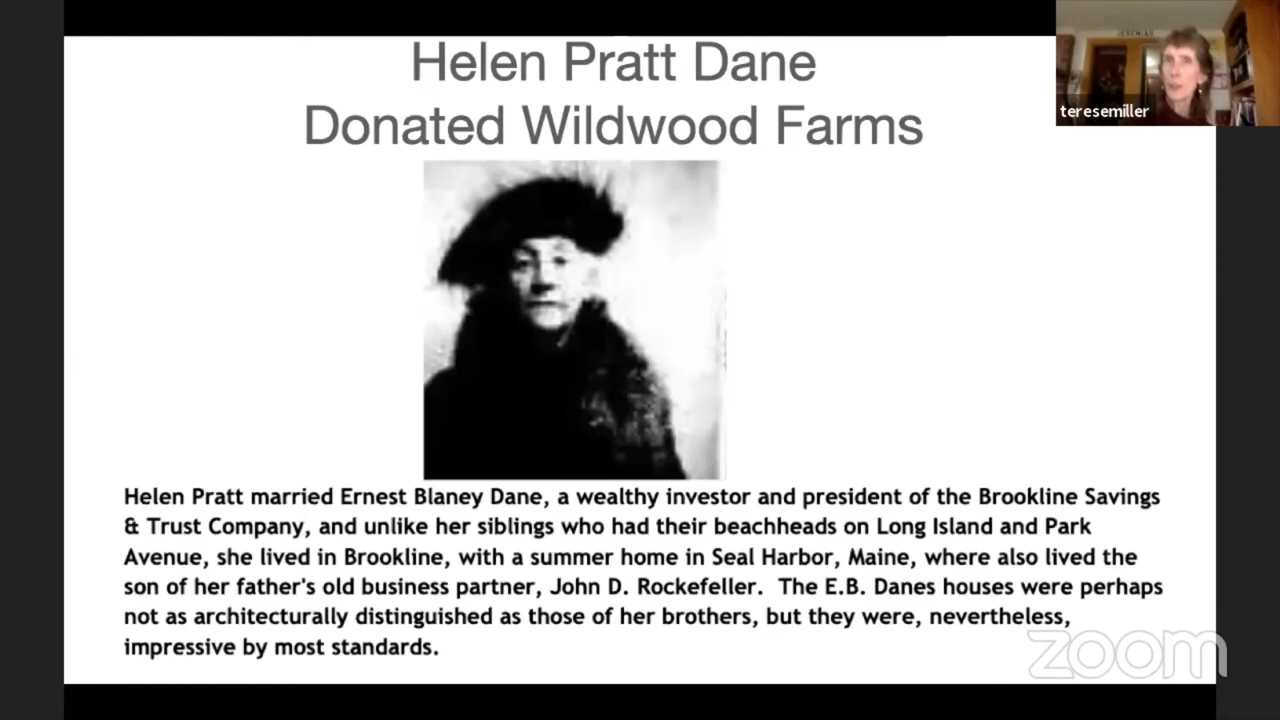 Helen Pratt Dane
Donated Wildwood Farms
JEREMIAH
teresemiller
Helen Pratt married Ernest Blaney Dane, a wealthy investor and president of the Brookline Savings
& Trust Company, and unlike her siblings who had their beachheads on Long Island and Park
Avenue, she lived in Brookline, with a summer home in Seal Harbor, Maine, where also lived the
son of her father's old business partner, John D. Rockefeller.  The E.B. Danes houses were perhaps
not as architecturally distinguished as those of her brothers, but they were, nevertheless,
impressive by most standards.
zoom